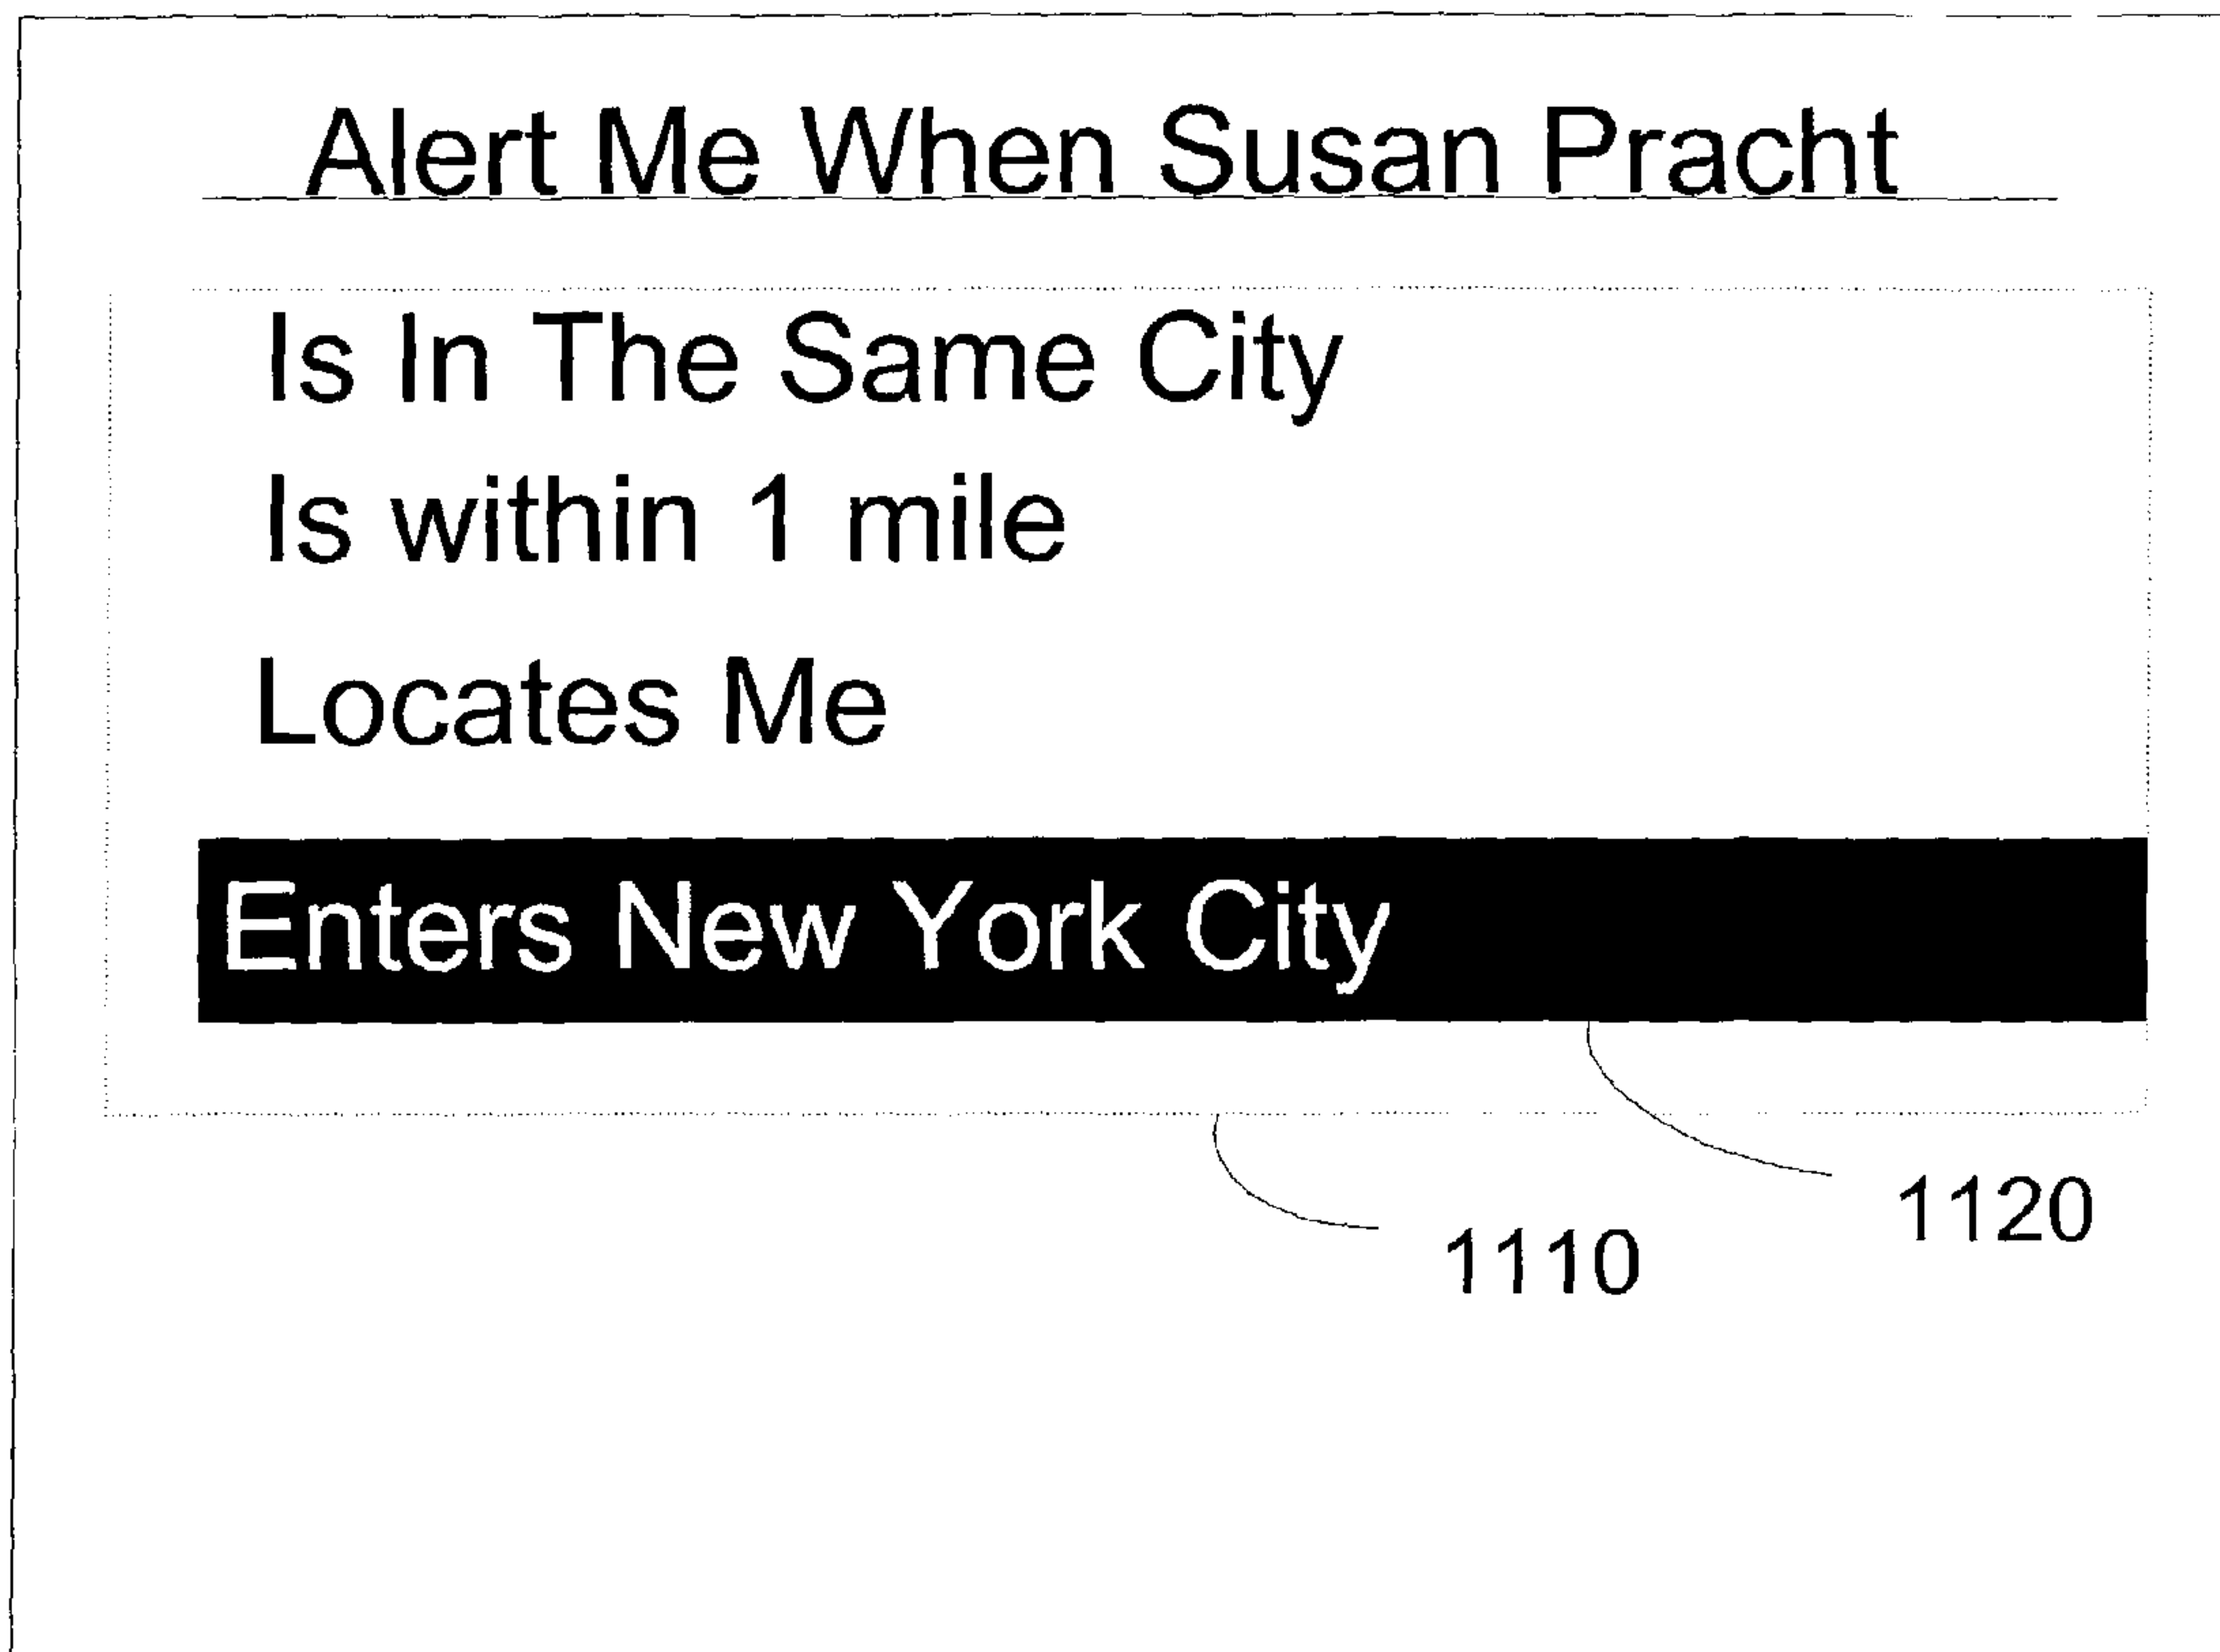 Alert Me When Susan Pracht
Is In The Same City
Is within 1 mile
Locates Me
Enters New York City
1120
1110